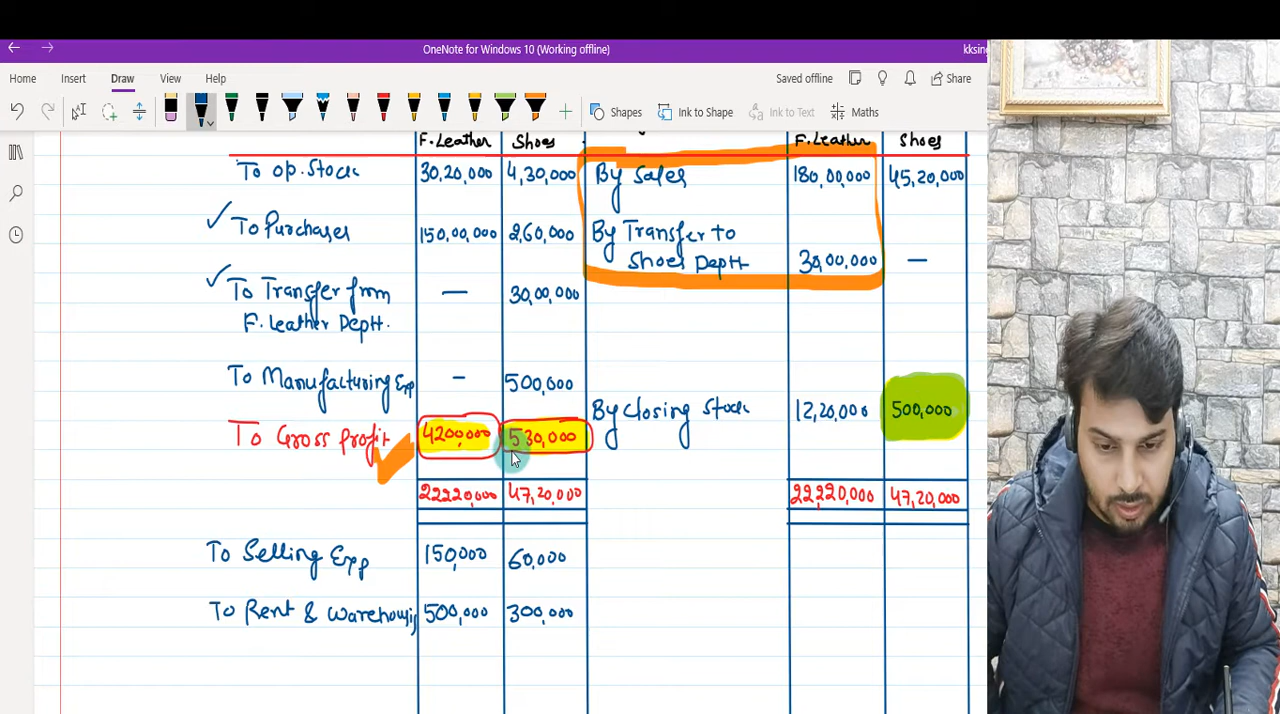 OneNote for Windows 10 (Working offline)
kksin
Home Insert Draw View Help
Saved offline
Share
Shapes Ink to Shape Ink to Text Maths
F.Leather Shoes F.Leather Shoes
To Op. Stock 30,20,000 4,30,000 By Sales 180,00,000 45,20,000
To Purchases 150,00,000 2,60,000 By Transfer to
Shoes Deptt 30,00,000 —
To Transfer from — 30,00,000
F.Leather Deptt.
To Manufacturing Exp - 500,000
By Closing Stock 12,20,000 500,000
To Gross profit 4200,000 530,000
22220,000 47,20,000 22,220,000 47,20,000
To Selling Exp 150,000 60,000
To Rent & Warehousi 500,000 300,000